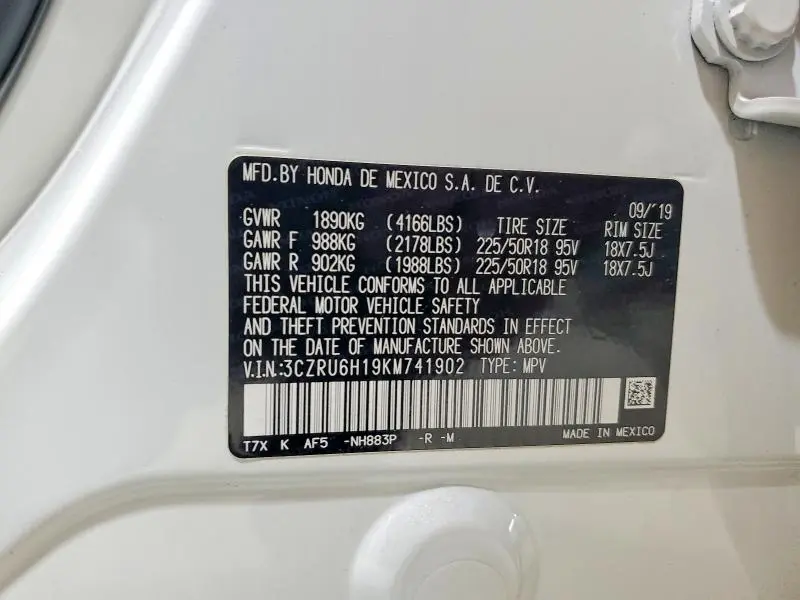 MFD.BY HONDA DE MEXICO S.A. DE C.V.
09/'19
GVWR 1890KG (4166LBS) TIRE SIZE RIM SIZE
GAWR F 988KG (2178LBS) 225/50R18 95V 18X7.5J
GAWR R 902KG (1988LBS) 225/50R18 95V 18X7.5J
THIS VEHICLE CONFORMS TO ALL APPLICABLE
FEDERAL MOTOR VEHICLE SAFETY
AND THEFT PREVENTION STANDARDS IN EFFECT
ON THE DATE OF MANUFACTURE SHOWN ABOVE.
V.I.N.:3CZRU6H19KM741902 TYPE: MPV
T7X K AF5 -NH883P -R -M MADE IN MEXICO